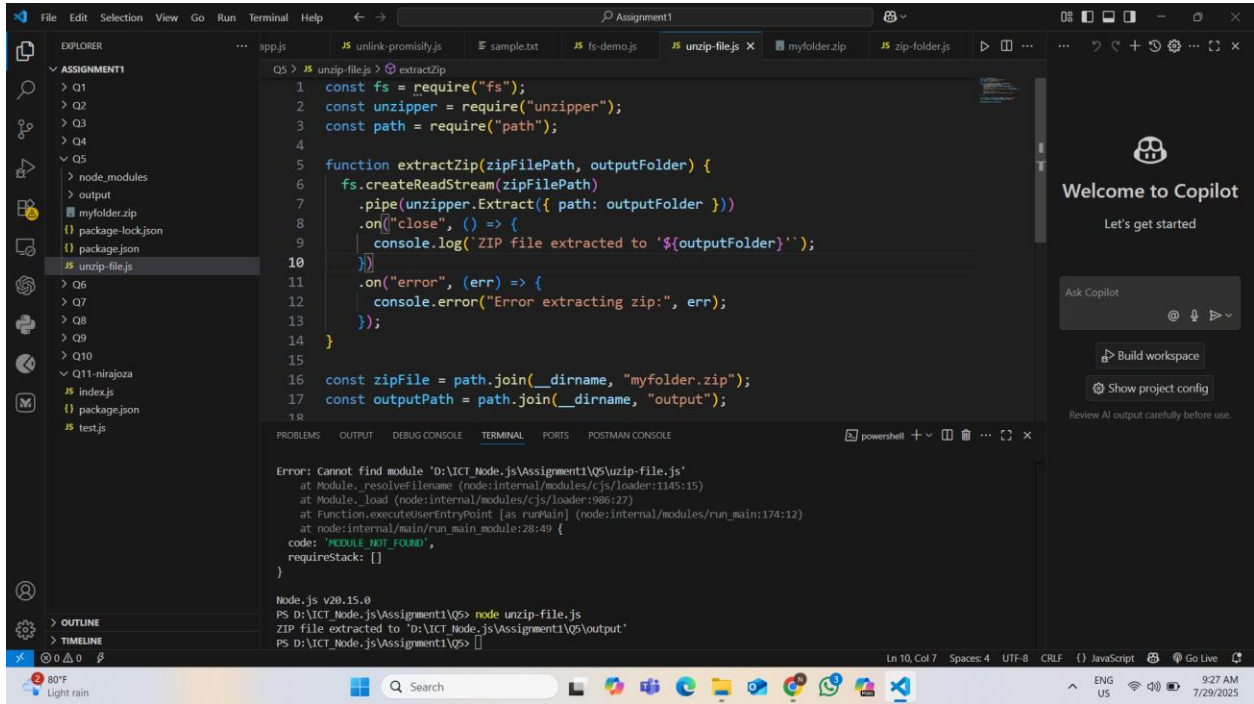 File Edit Selection View Go Run Terminal Help
Assignment1
EXPLORER
app.js
JS unlink-promisify.js
sample.txt
JS fs-demo.js
JS unzip-file.js
myfolder.zip
JS zip-folder.js
ASSIGNMENT1
Q1
Q2
Q3
Q4
Q5
node_modules
output
myfolder.zip
{} package-lock.json
{} package.json
JS unzip-file.js
Q6
Q7
Q8
Q9
Q10
Q11-nirajoza
JS index.js
{} package.json
JS test.js
OUTLINE
TIMELINE
Q5 > JS unzip-file.js > extractZip
1 const fs = require("fs");
2 const unzipper = require("unzipper");
3 const path = require("path");
4
5 function extractZip(zipFilePath, outputFolder) {
6 fs.createReadStream(zipFilePath)
7 .pipe(unzipper.Extract({ path: outputFolder }))
8 .on("close", () => {
9 console.log(`ZIP file extracted to '${outputFolder}'`);
10 })
11 .on("error", (err) => {
12 console.error("Error extracting zip:", err);
13 });
14 }
15
16 const zipFile = path.join(__dirname, "myfolder.zip");
17 const outputPath = path.join(__dirname, "output");
18
PROBLEMS OUTPUT DEBUG CONSOLE TERMINAL PORTS POSTMAN CONSOLE
powershell
Error: Cannot find module 'D:\ICT_Node.js\Assignment1\Q5\uzip-file.js'
at Module._resolveFilename (node:internal/modules/cjs/loader:1145:15)
at Module._load (node:internal/modules/cjs/loader:986:27)
at Function.executeUserEntryPoint [as runMain] (node:internal/modules/run_main:174:12)
at node:internal/main/run_main_module:28:49 {
code: 'MODULE_NOT_FOUND',
requireStack: []
}
Node.js v20.15.0
PS D:\ICT_Node.js\Assignment1\Q5> node unzip-file.js
ZIP file extracted to 'D:\ICT_Node.js\Assignment1\Q5\output'
PS D:\ICT_Node.js\Assignment1\Q5>
Welcome to Copilot
Let's get started
Ask Copilot
Build workspace
Show project config
Review AI output carefully before use.
0 0 0
Ln 10, Col 7 Spaces: 4 UTF-8 CRLF {} JavaScript Go Live
2
80°F
Light rain
Search
ENG
US
9:27 AM
7/29/2025